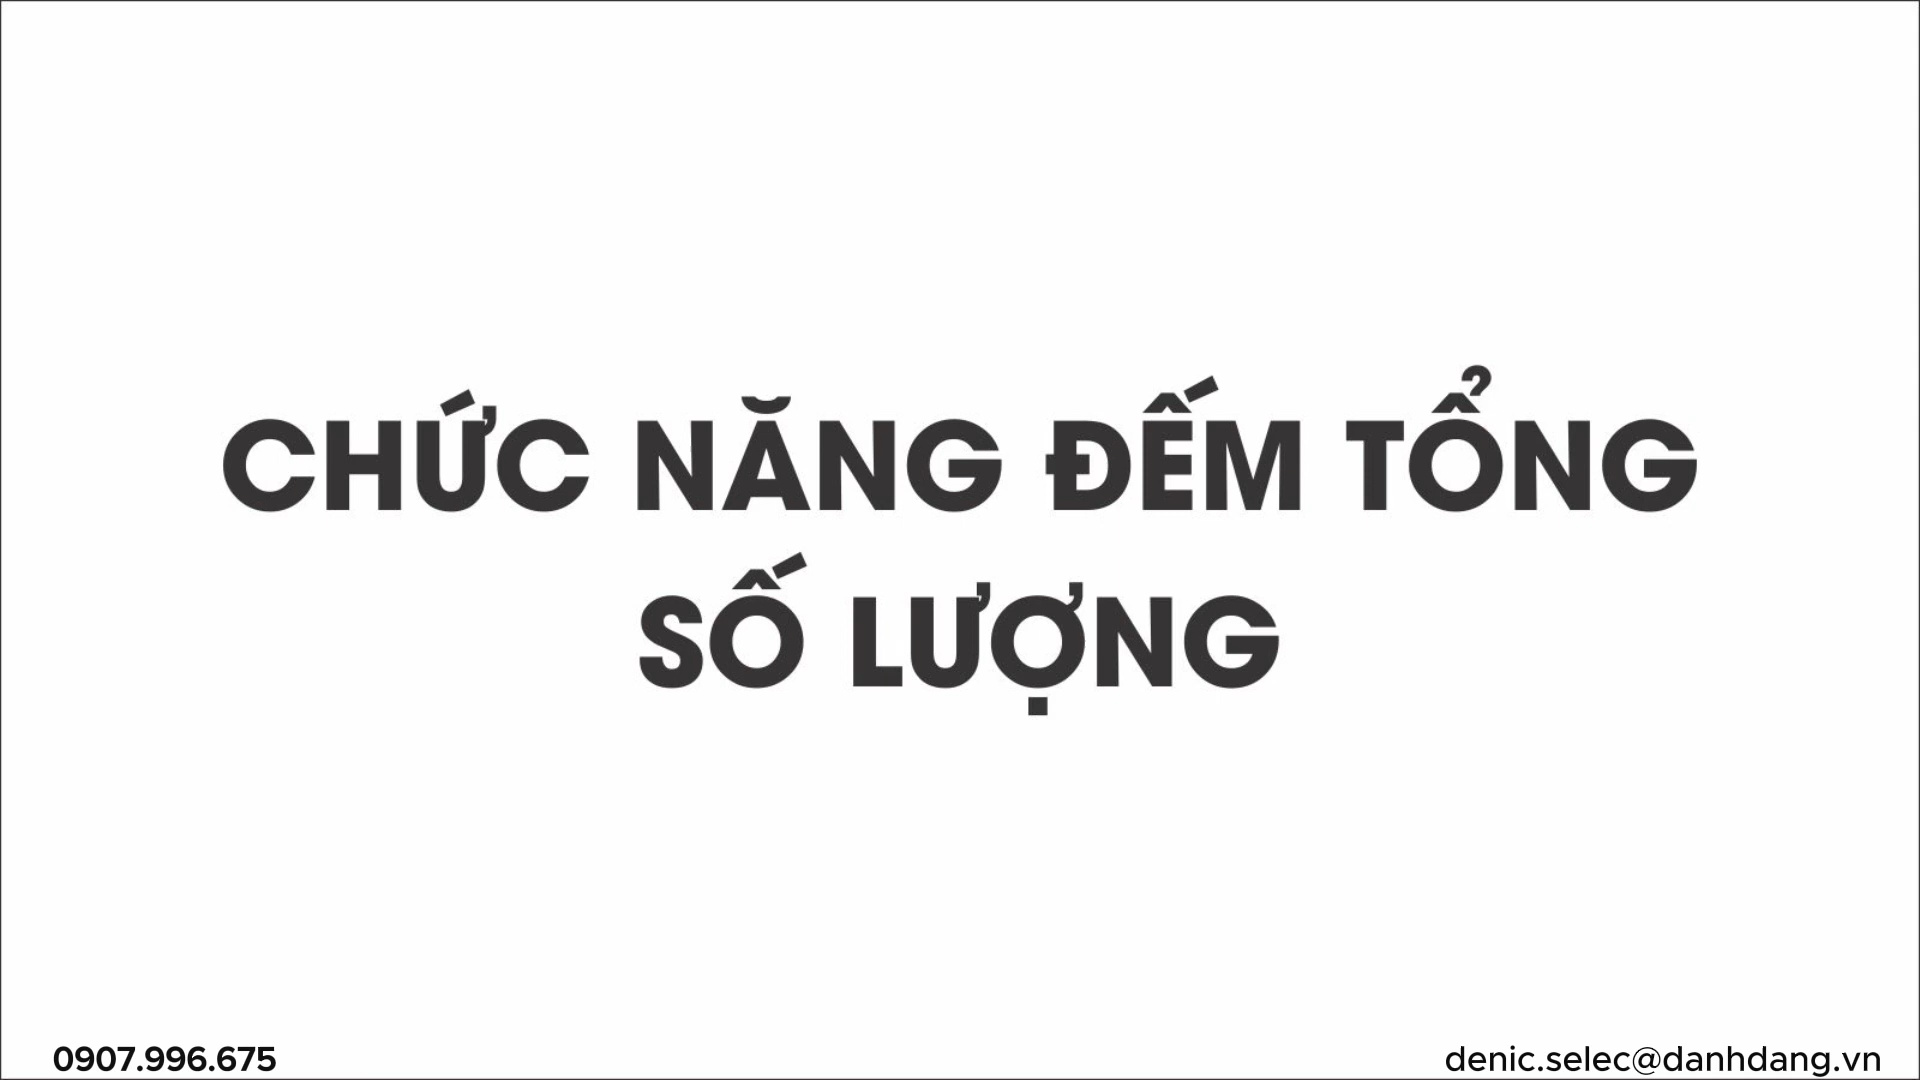 CHỨC NĂNG ĐẾM TỔNG
SỐ LƯỢNG
0907.996.675
denic.selec@danhdang.vn